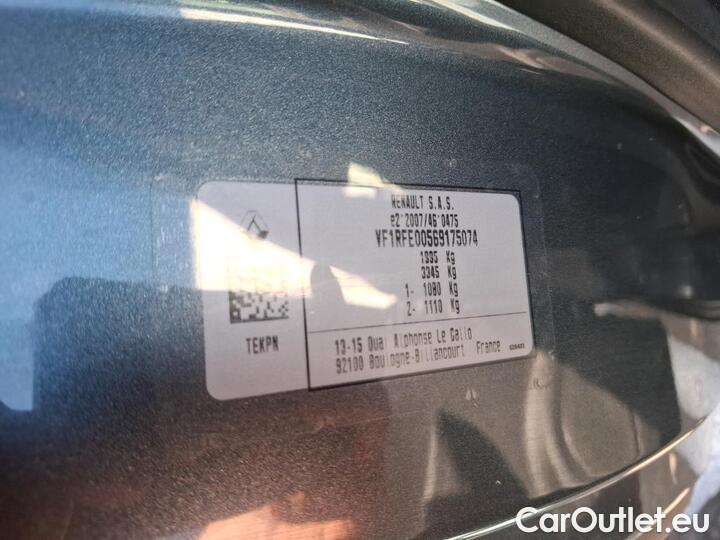 RENAULT S.A.S.
e2*2007/46*0475
VF1RFE00569175074
1995 Kg
3345 Kg
1- 1080 Kg
2- 1110 Kg
TEKPN
13-15 Quai Alphonse Le Gallo
92100 Boulogne-Billancourt France
CarOutlet.eu